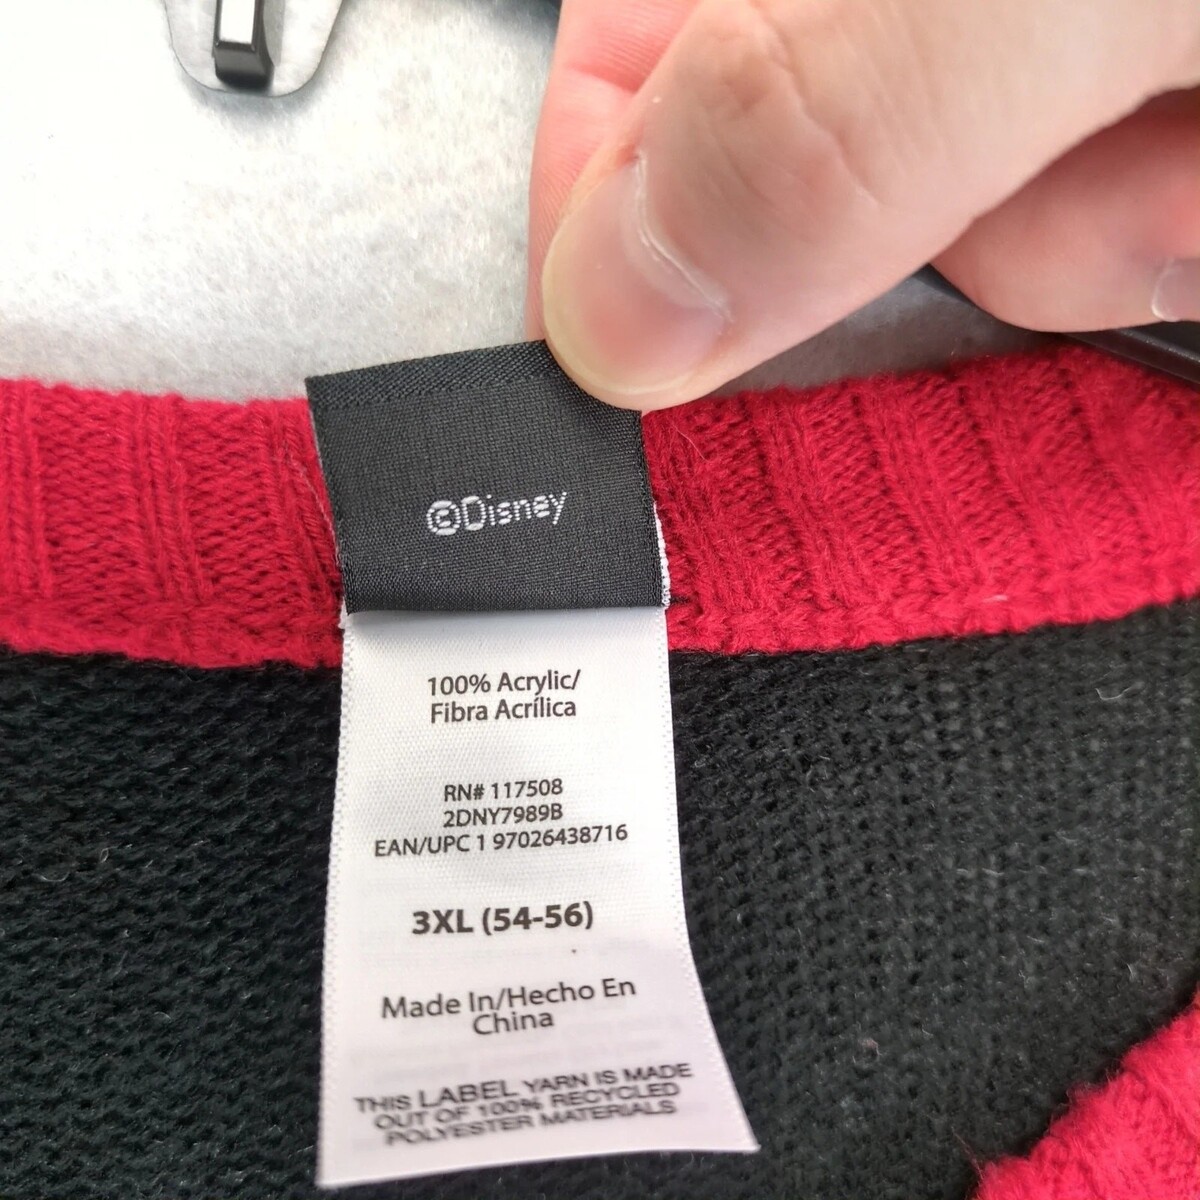 ©Disney
100% Acrylic/
Fibra Acrílica
RN# 117508
2DNY7989B
EAN/UPC 1 97026438716
3XL (54-56)
Made In/Hecho En
China
THIS LABEL YARN IS MADE
OUT OF 100% RECYCLED
POLYESTER MATERIALS